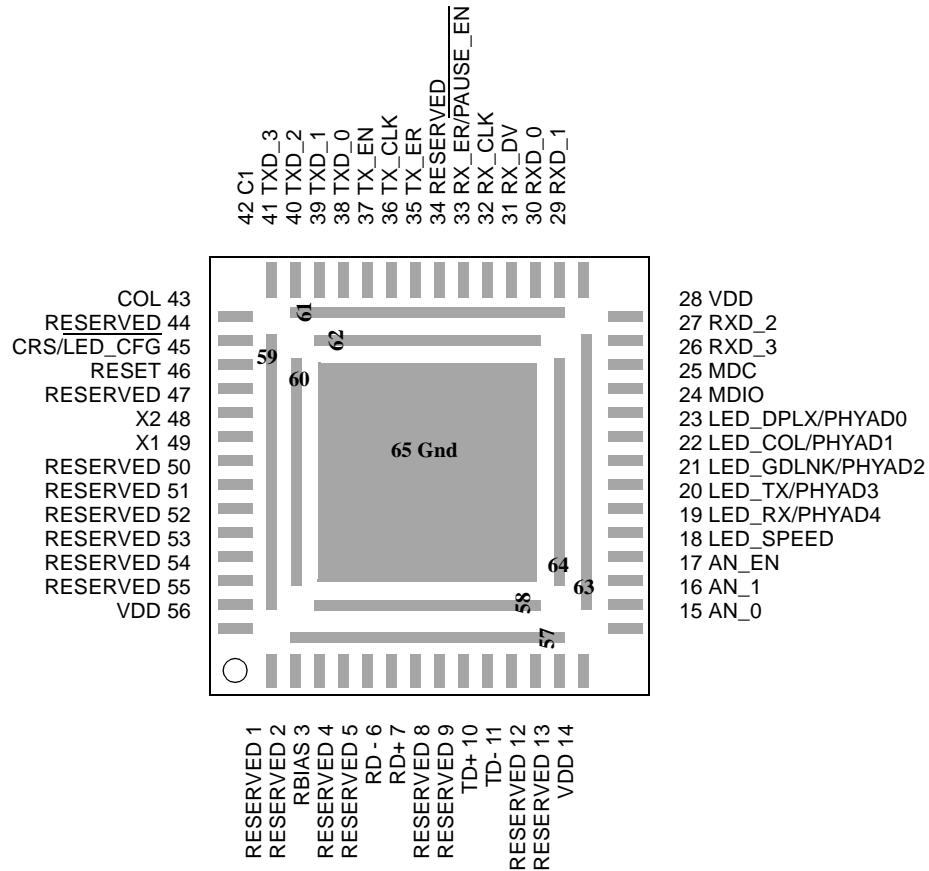 42 C1
41 TXD_3
40 TXD_2
39 TXD_1
38 TXD_0
37 TX_EN
36 TX_CLK
35 TX_ER
34 RESERVED
33 RX_ER/PAUSE_EN
32 RX_CLK
31 RX_DV
30 RXD_0
29 RXD_1
COL 43
RESERVED 44
CRS/LED_CFG 45
RESET 46
RESERVED 47
X2 48
X1 49
RESERVED 50
RESERVED 51
RESERVED 52
RESERVED 53
RESERVED 54
RESERVED 55
VDD 56
61
62
59
60
65 Gnd
64
63
58
57
28 VDD
27 RXD_2
26 RXD_3
25 MDC
24 MDIO
23 LED_DPLX/PHYAD0
22 LED_COL/PHYAD1
21 LED_GDLNK/PHYAD2
20 LED_TX/PHYAD3
19 LED_RX/PHYAD4
18 LED_SPEED
17 AN_EN
16 AN_1
15 AN_0
RESERVED 1
RESERVED 2
RBIAS 3
RESERVED 4
RESERVED 5
RD - 6
RD+ 7
RESERVED 8
RESERVED 9
TD+ 10
TD- 11
RESERVED 12
RESERVED 13
VDD 14